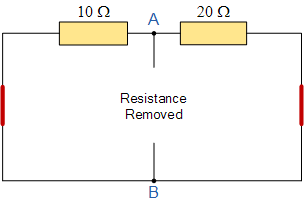 10 Ω
20 Ω
A
Resistance
Removed
B